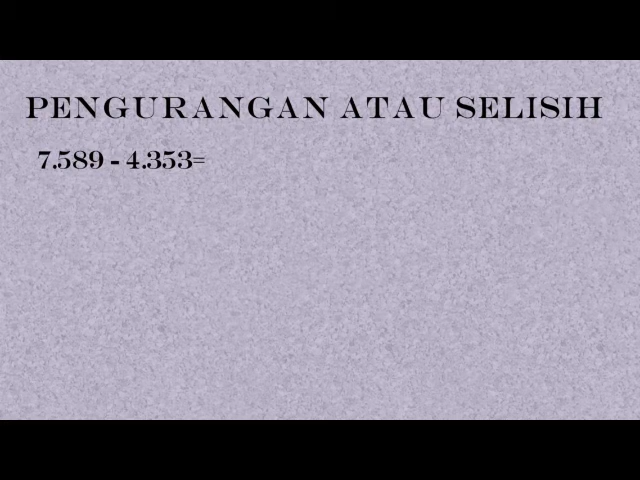 PENGURANGAN ATAU SELISIH
7.589 - 4.353=